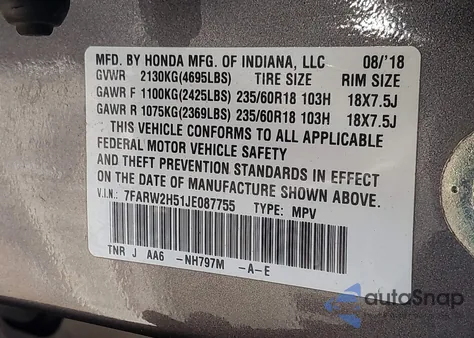 MFD. BY HONDA MFG. OF INDIANA, LLC 08/'18
GVWR 2130KG(4695LBS) TIRE SIZE RIM SIZE
GAWR F 1100KG(2425LBS) 235/60R18 103H 18X7.5J
GAWR R 1075KG(2369LBS) 235/60R18 103H 18X7.5J
THIS VEHICLE CONFORMS TO ALL APPLICABLE
FEDERAL MOTOR VEHICLE SAFETY
AND THEFT PREVENTION STANDARDS IN EFFECT
ON THE DATE OF MANUFACTURE SHOWN ABOVE.
V.I.N.: 7FARW2H51JE087755 TYPE: MPV
TNR J AA6 -NH797M -A-E
autoSnap